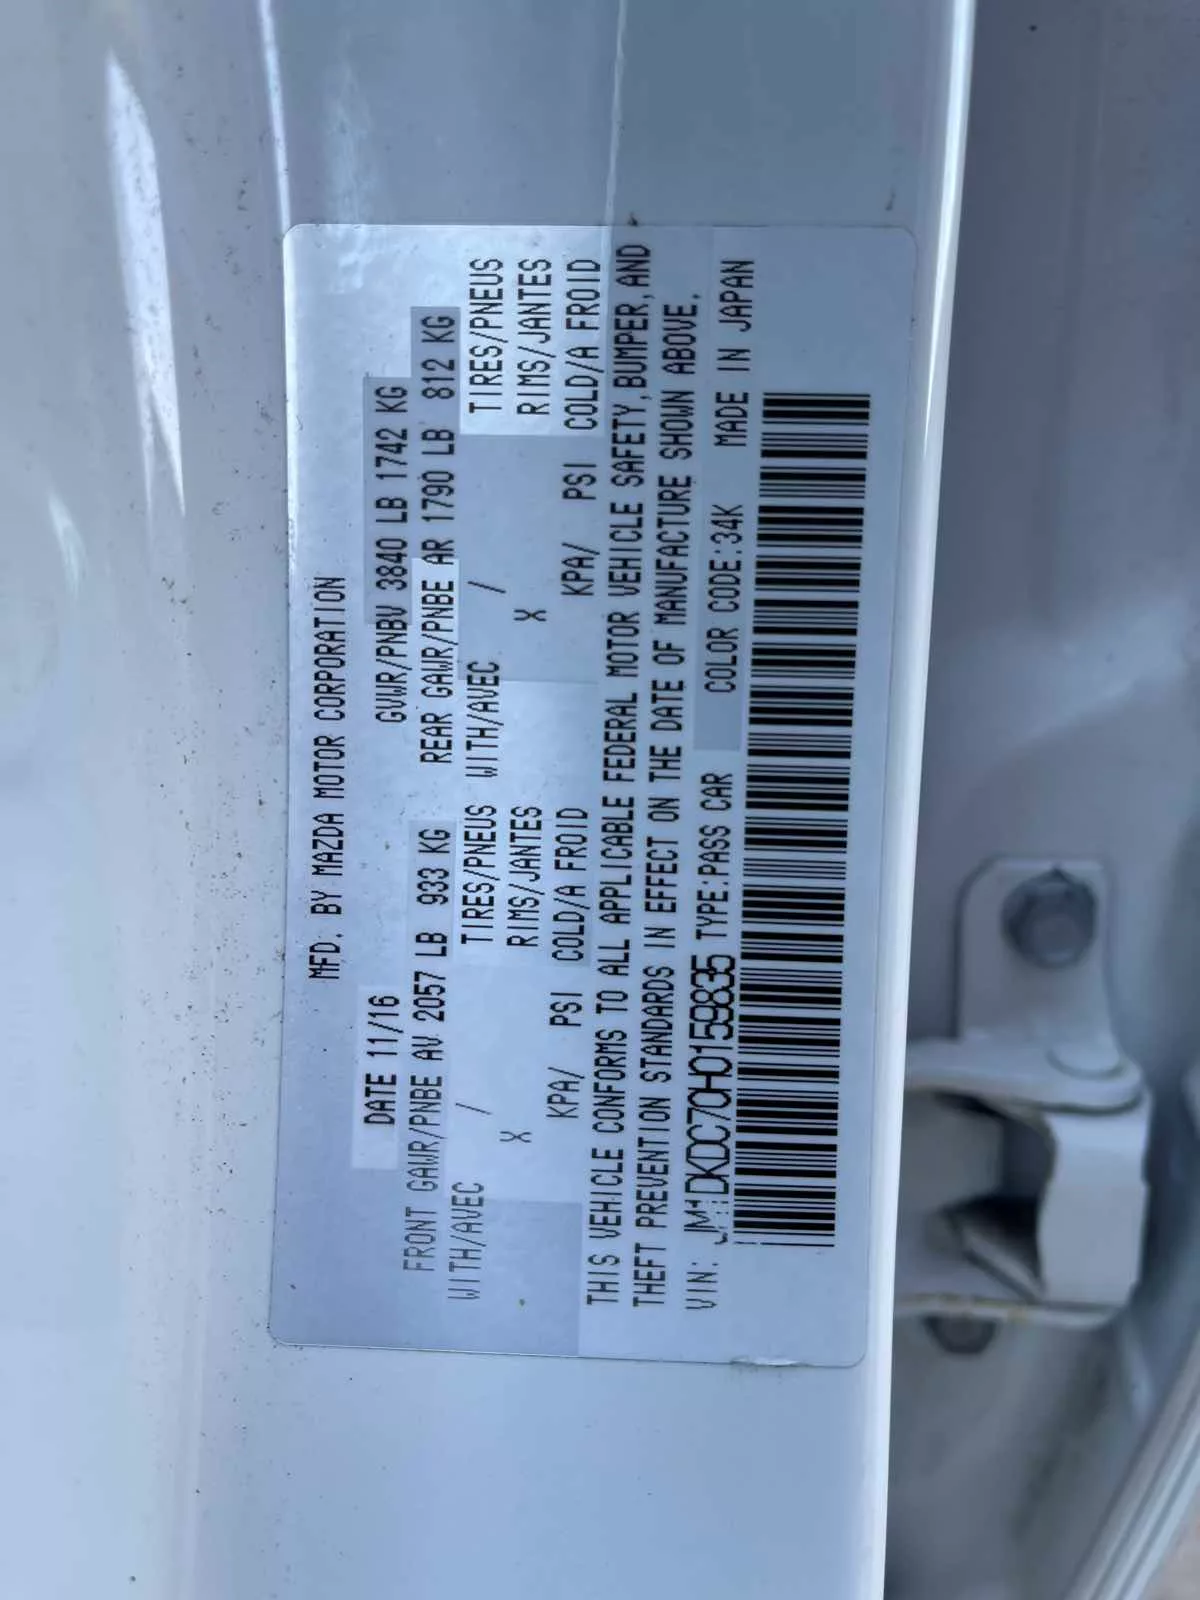 MFD. BY MAZDA MOTOR CORPORATION
DATE 11/16 GVWR/PNBV 3840 LB 1742 KG
FRONT GAWR/PNBE AV 2057 LB 933 KG REAR GAWR/PNBE AR 1790 LB 812 KG
WITH/AVEC / TIRES/PNEUS WITH/AVEC / TIRES/PNEUS
X RIMS/JANTES X RIMS/JANTES
KPA/ PSI COLD/A FROID KPA/ PSI COLD/A FROID
THIS VEHICLE CONFORMS TO ALL APPLICABLE FEDERAL MOTOR VEHICLE SAFETY, BUMPER, AND
THEFT PREVENTION STANDARDS IN EFFECT ON THE DATE OF MANUFACTURE SHOWN ABOVE.
VIN: JM1DKDC70H0159835 TYPE:PASS CAR COLOR CODE:34K MADE IN JAPAN